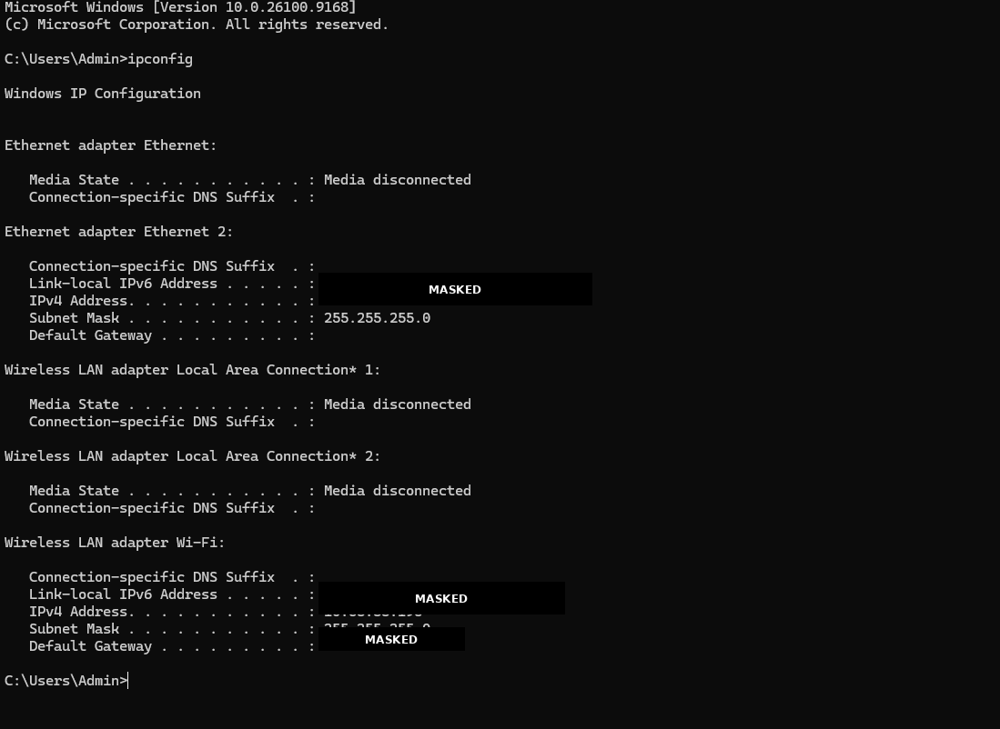 Microsoft Windows [Version 10.0.26100.9168]
(c) Microsoft Corporation. All rights reserved.
C:\Users\Admin>ipconfig
Windows IP Configuration
Ethernet adapter Ethernet:
Media State . . . . . . . . . . . : Media disconnected
Connection-specific DNS Suffix  . :
Ethernet adapter Ethernet 2:
Connection-specific DNS Suffix  . :
Link-local IPv6 Address . . . . . : MASKED
IPv4 Address. . . . . . . . . . . :
Subnet Mask . . . . . . . . . . . : 255.255.255.0
Default Gateway . . . . . . . . . :
Wireless LAN adapter Local Area Connection* 1:
Media State . . . . . . . . . . . : Media disconnected
Connection-specific DNS Suffix  . :
Wireless LAN adapter Local Area Connection* 2:
Media State . . . . . . . . . . . : Media disconnected
Connection-specific DNS Suffix  . :
Wireless LAN adapter Wi-Fi:
Connection-specific DNS Suffix  . :
Link-local IPv6 Address . . . . . : MASKED
IPv4 Address. . . . . . . . . . . :
Subnet Mask . . . . . . . . . . . : 255.255.255.0
Default Gateway . . . . . . . . . : MASKED
C:\Users\Admin>